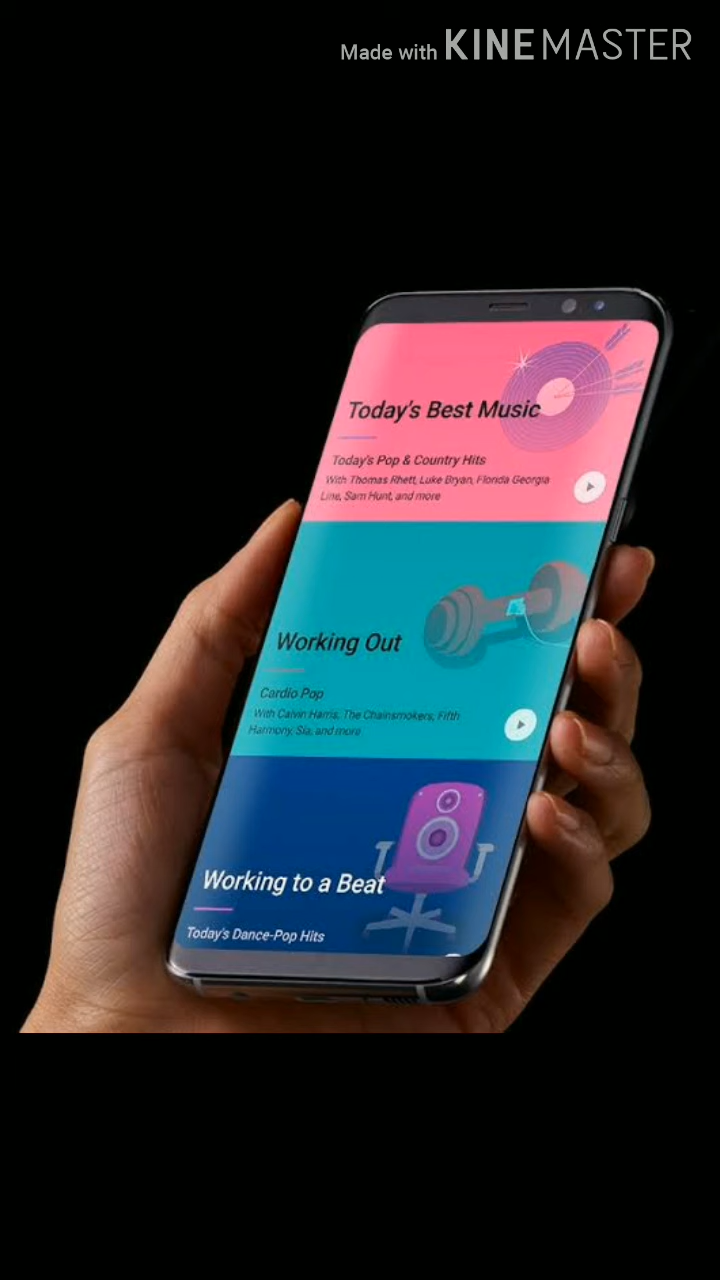 Made with KINEMASTER
Today's Best Music
Today's Pop & Country Hits
With Thomas Rhett, Luke Bryan, Florida Georgia
Line, Sam Hunt, and more
Working Out
Cardio Pop
With Calvin Harris, The Chainsmokers, Fifth
Harmony, Sia, and more
Working to a Beat
Today's Dance-Pop Hits